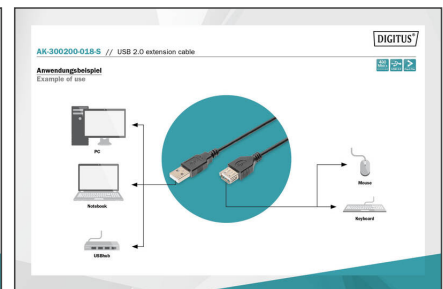 DIGITUS®
AK-300200-018-S // USB 2.0 extension cable
Anwendungsbeispiel
Example of use
PC
Notebook
USBhub
Mouse
Keyboard